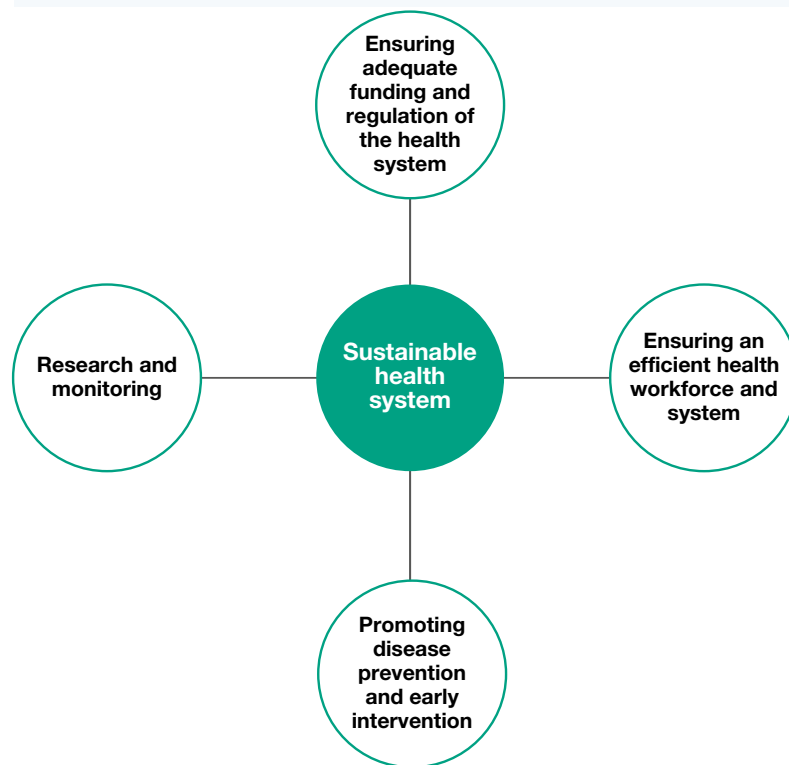 Ensuring
adequate
funding and
regulation of
the health
system
Research and
monitoring
Sustainable
health
system
Ensuring an
efficient health
workforce and
system
Promoting
disease
prevention
and early
intervention